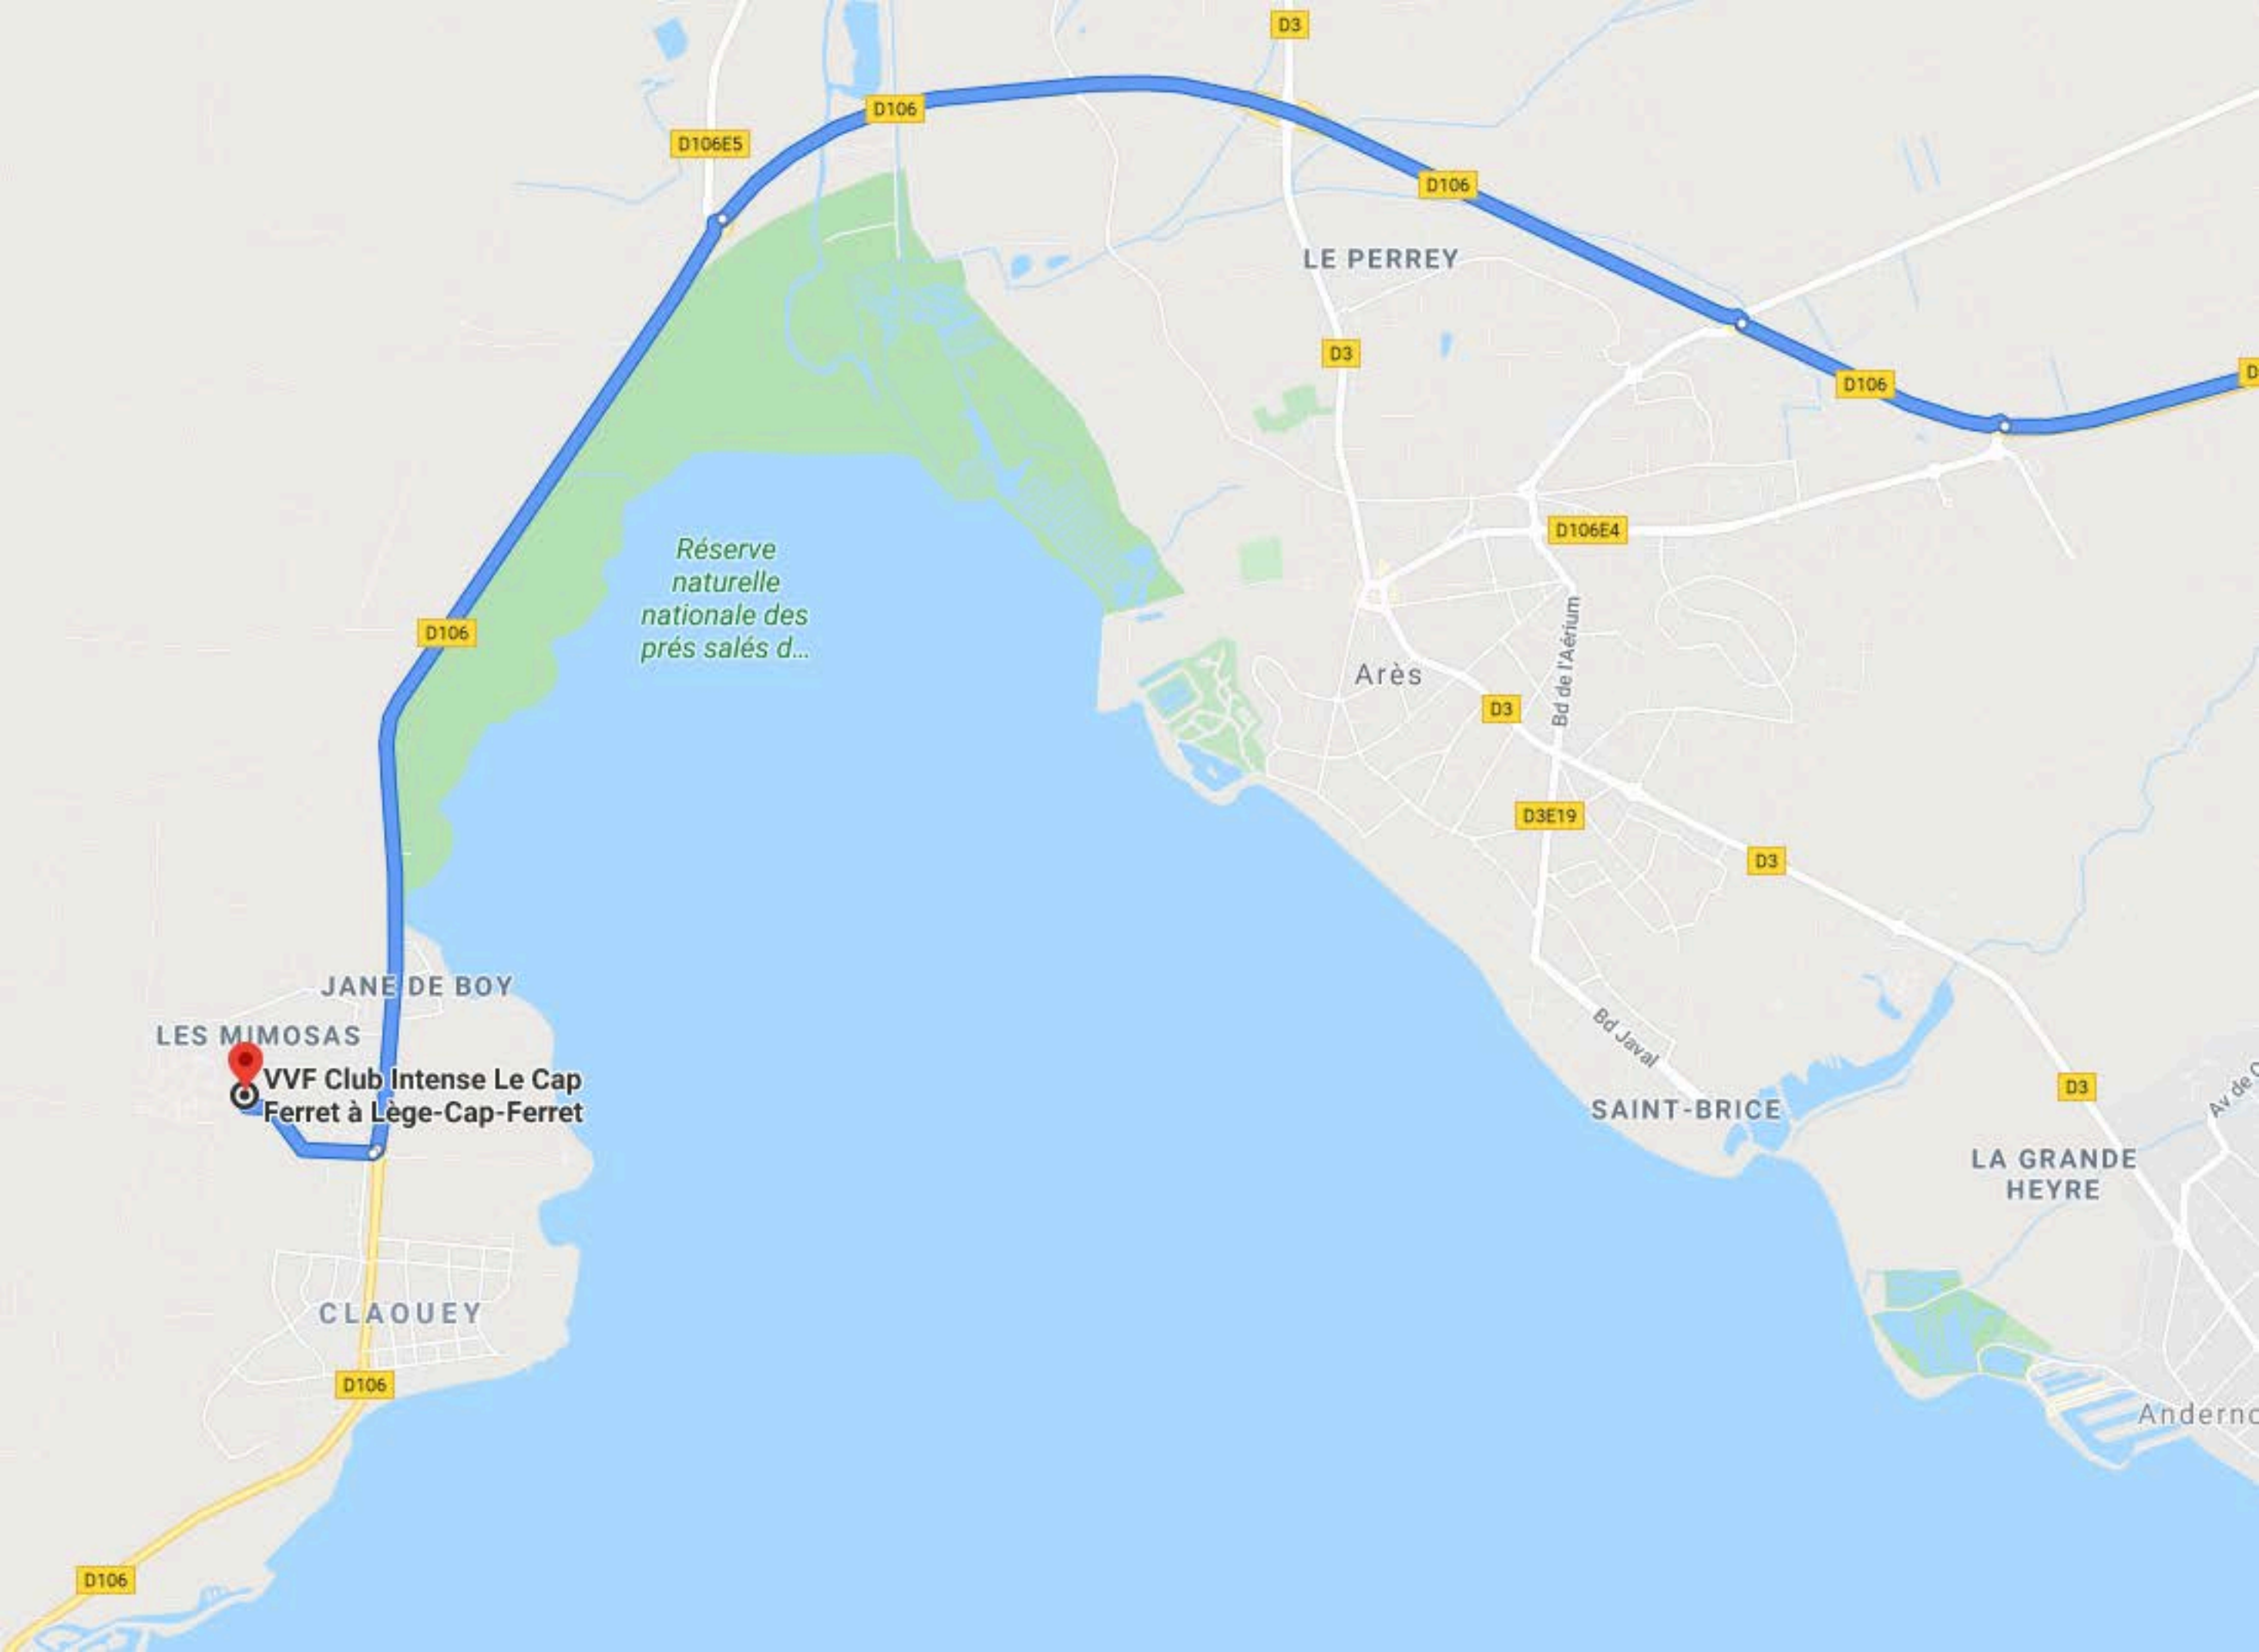 D3
D106
D106E5
D106
LE PERREY
D3
D106
D106E4
Réserve
naturelle
nationale des
prés salés d...
D106
Bd de l'Aérium
Arès
D3
D3E19
D3
JANE DE BOY
LES MIMOSAS
VVF Club Intense Le Cap
Ferret à Lège-Cap-Ferret
Bd Javal
SAINT-BRICE
D3
LA GRANDE
HEYRE
CLAOUEY
D106
D106